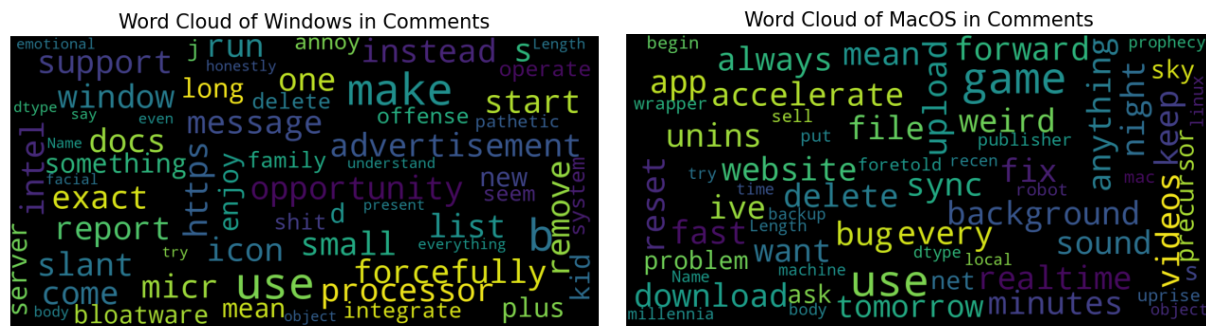 Word Cloud of Windows in Comments
emotional j run annoy instead s Length
support honestly operate
window long one make start
dtype say even delete offense pathetic
Name docs message advertisement
intel something https family understand new remove
facial exact enjoy opportunity seem system
report shit d present list b
slant icon try small everything kid
server come micr use forcefully
processor
body bloatware mean object integrate plus
Word Cloud of MacOS in Comments
begin always mean upload forward prophecy
app game anything night sky
wrapper accelerate sell file weird keep linux
unins put publisher
reset try website foretold recen fix videos precursor
ive time delete sync robot mac
fast backup background
Length want bug every sound
problem machine dtype local
Name use net realtime s
download ask tomorrow minutes uprise
millennia body object